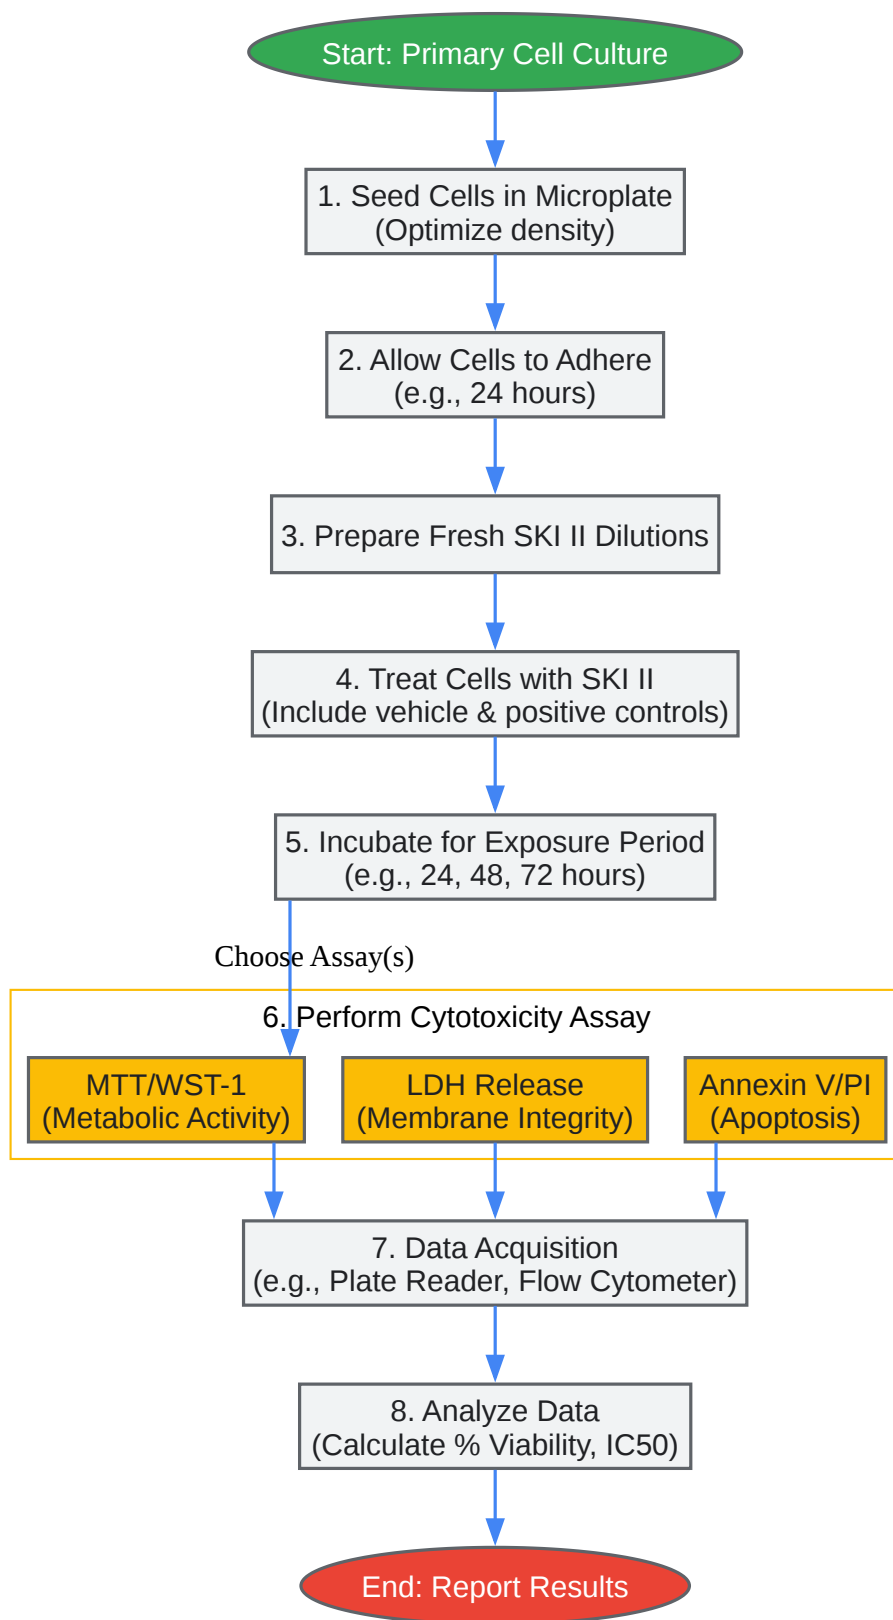 Start: Primary Cell Culture
1. Seed Cells in Microplate
(Optimize density)
2. Allow Cells to Adhere
(e.g., 24 hours)
3. Prepare Fresh SKI II Dilutions
4. Treat Cells with SKI II
(Include vehicle & positive controls)
5. Incubate for Exposure Period
(e.g., 24, 48, 72 hours)
Choose Assay(s)
6. Perform Cytotoxicity Assay
MTT/WST-1
(Metabolic Activity)
LDH Release
(Membrane Integrity)
Annexin V/PI
(Apoptosis)
7. Data Acquisition
(e.g., Plate Reader, Flow Cytometer)
8. Analyze Data
(Calculate % Viability, IC50)
End: Report Results